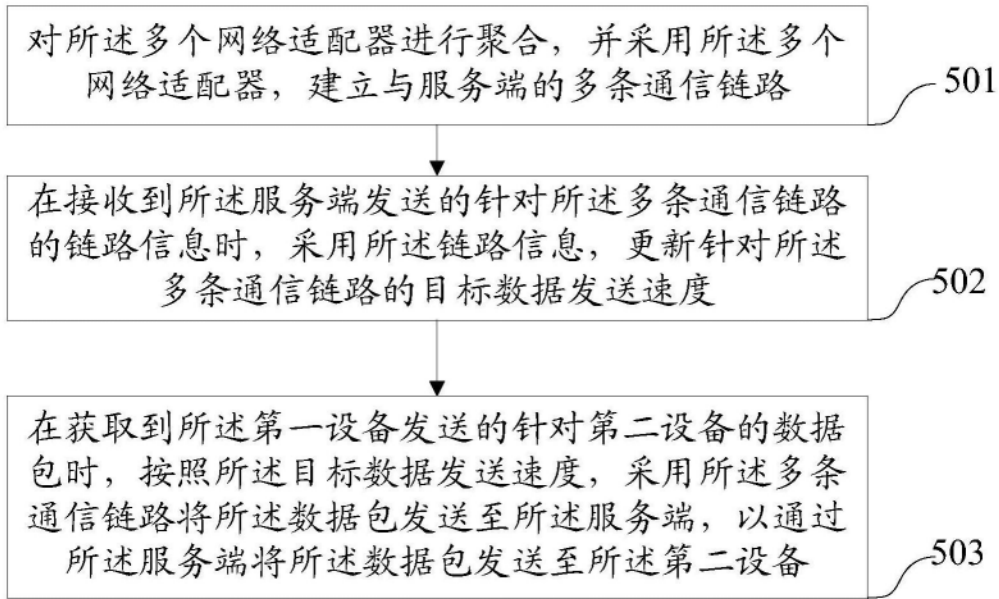 对所述多个网络适配器进行聚合，并采用所述多个
网络适配器，建立与服务端的多条通信链路
501
在接收到所述服务端发送的针对所述多条通信链路
的链路信息时，采用所述链路信息，更新针对所述
多条通信链路的目标数据发送速度
502
在获取到所述第一设备发送的针对第二设备的数据
包时，按照所述目标数据发送速度，采用所述多条
通信链路将所述数据包发送至所述服务端，以通过
所述服务端将所述数据包发送至所述第二设备
503